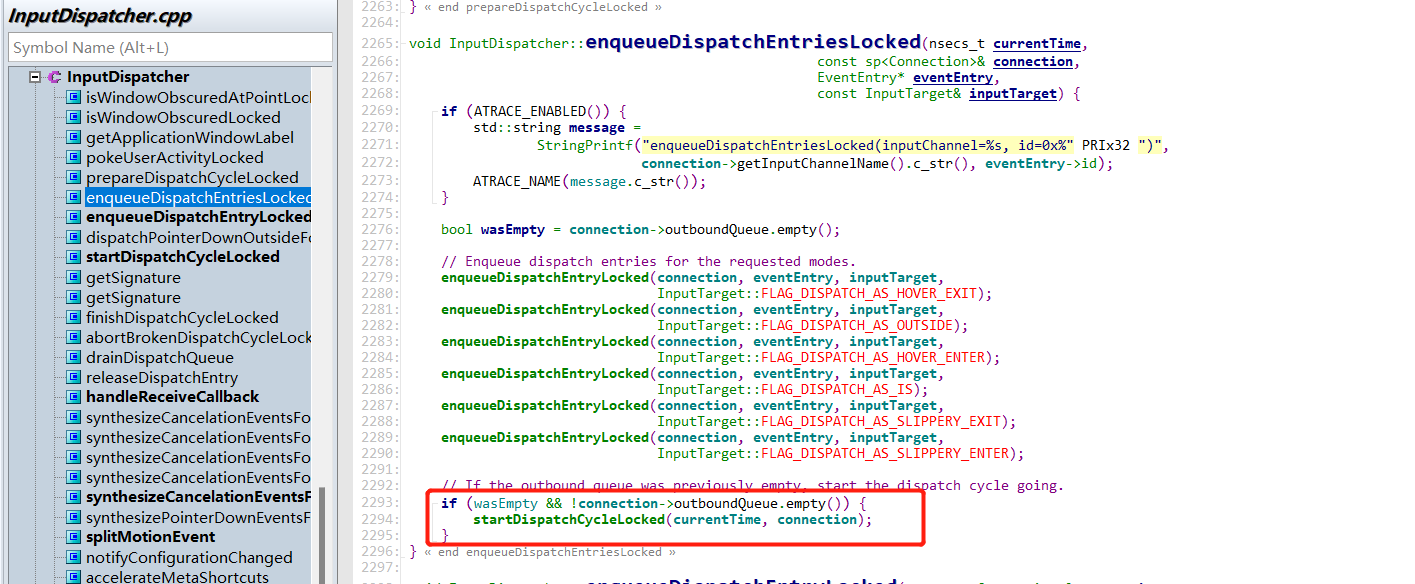 InputDispatcher.cpp
Symbol Name (Alt+L)
InputDispatcher
isWindowObscuredAtPointLoc
isWindowObscuredLocked
getApplicationWindowLabel
pokeUserActivityLocked
prepareDispatchCycleLocked
enqueueDispatchEntriesLocked
enqueueDispatchEntryLocked
dispatchPointerDownOutsideFo
startDispatchCycleLocked
getSignature
getSignature
finishDispatchCycleLocked
abortBrokenDispatchCycleLock
drainDispatchQueue
releaseDispatchEntry
handleReceiveCallback
synthesizeCancelationEventsFo
synthesizeCancelationEventsFo
synthesizeCancelationEventsFo
synthesizeCancelationEventsFo
synthesizeCancelationEventsF
synthesizePointerDownEventsF
splitMotionEvent
notifyConfigurationChanged
accelerateMetaShortcuts
2263: } « end prepareDispatchCycleLocked »
2264:
2265: void InputDispatcher::enqueueDispatchEntriesLocked(nsecs_t currentTime,
2266: const sp<Connection>& connection,
2267: EventEntry* eventEntry,
2268: const InputTarget& inputTarget) {
2269: if (ATRACE_ENABLED()) {
2270: std::string message =
2271: StringPrintf("enqueueDispatchEntriesLocked(inputChannel=%s, id=0x%" PRIx32 ")",
2272: connection->getInputChannelName().c_str(), eventEntry->id);
2273: ATRACE_NAME(message.c_str());
2274: }
2275:
2276: bool wasEmpty = connection->outboundQueue.empty();
2277:
2278: // Enqueue dispatch entries for the requested modes.
2279: enqueueDispatchEntryLocked(connection, eventEntry, inputTarget,
2280: InputTarget::FLAG_DISPATCH_AS_HOVER_EXIT);
2281: enqueueDispatchEntryLocked(connection, eventEntry, inputTarget,
2282: InputTarget::FLAG_DISPATCH_AS_OUTSIDE);
2283: enqueueDispatchEntryLocked(connection, eventEntry, inputTarget,
2284: InputTarget::FLAG_DISPATCH_AS_HOVER_ENTER);
2285: enqueueDispatchEntryLocked(connection, eventEntry, inputTarget,
2286: InputTarget::FLAG_DISPATCH_AS_IS);
2287: enqueueDispatchEntryLocked(connection, eventEntry, inputTarget,
2288: InputTarget::FLAG_DISPATCH_AS_SLIPPERY_EXIT);
2289: enqueueDispatchEntryLocked(connection, eventEntry, inputTarget,
2290: InputTarget::FLAG_DISPATCH_AS_SLIPPERY_ENTER);
2291:
2292: // If the outbound queue was previously empty, start the dispatch cycle going.
2293: if (wasEmpty && !connection->outboundQueue.empty()) {
2294: startDispatchCycleLocked(currentTime, connection);
2295: }
2296: } « end enqueueDispatchEntriesLocked »
2297: